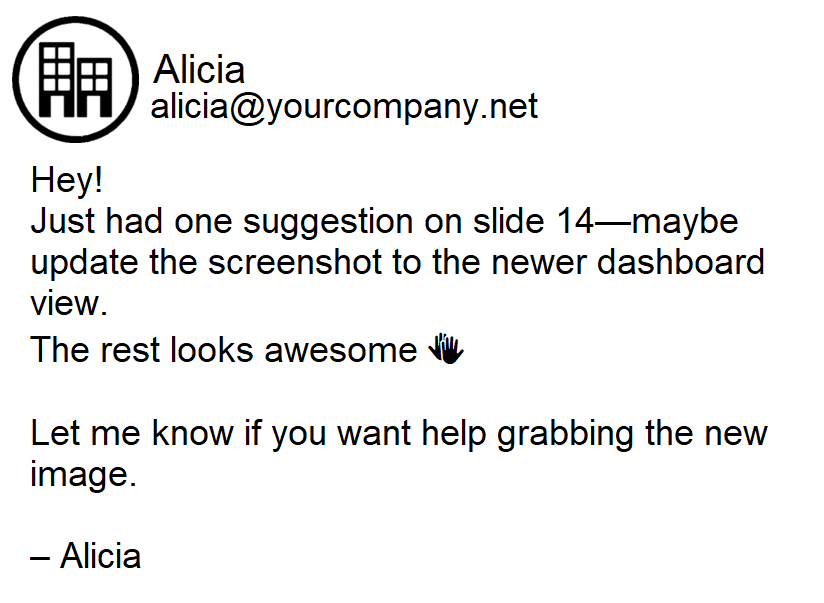 Alicia
alicia@yourcompany.net
Hey!
Just had one suggestion on slide 14—maybe
update the screenshot to the newer dashboard
view.
The rest looks awesome 👏
Let me know if you want help grabbing the new
image.
– Alicia